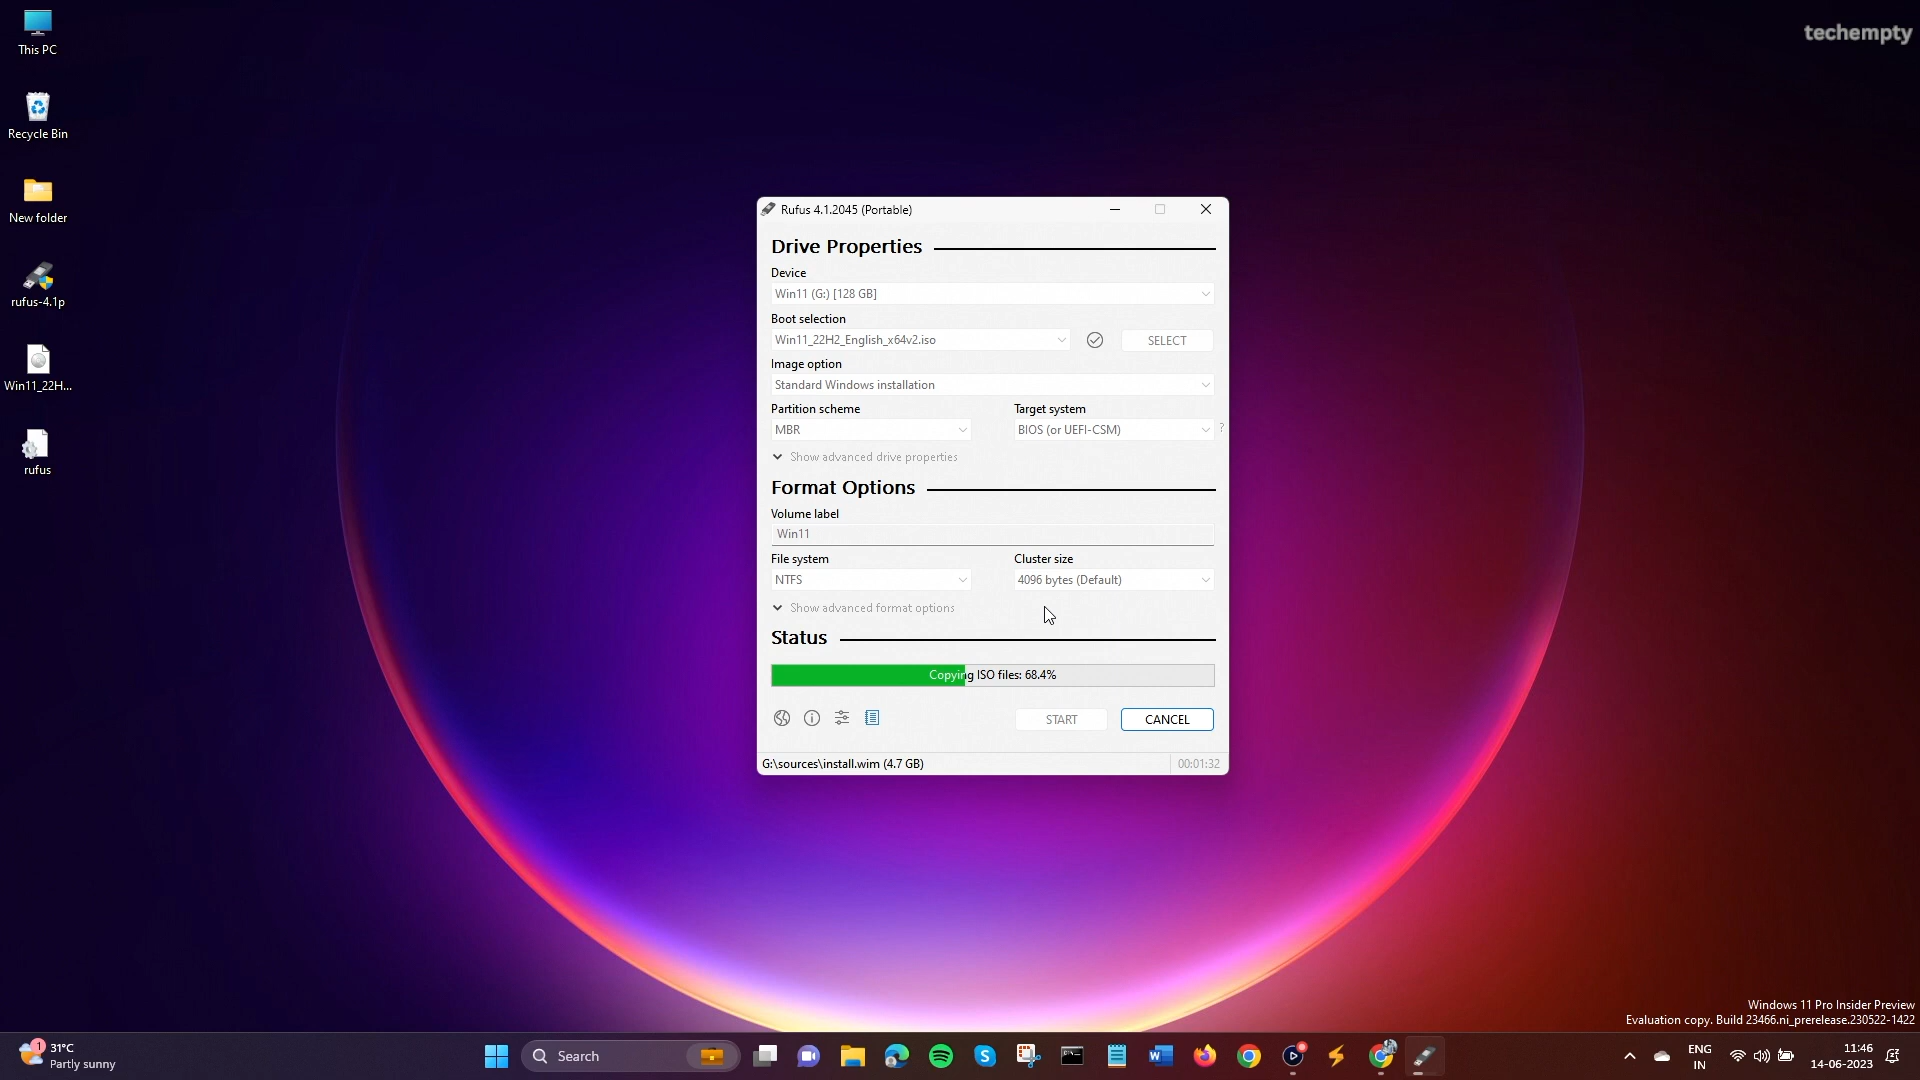 This PC
Recycle Bin
New folder
rufus-4.1p
Win11_22H...
rufus
techempty
Rufus 4.1.2045 (Portable)
Drive Properties
Device
Win11 (G:) [128 GB]
Boot selection
Win11_22H2_English_x64v2.iso
SELECT
Image option
Standard Windows installation
Partition scheme
Target system
MBR
BIOS (or UEFI-CSM)
?
Show advanced drive properties
Format Options
Volume label
Win11
File system
Cluster size
NTFS
4096 bytes (Default)
Show advanced format options
Status
Copying ISO files: 68.4%
START
CANCEL
G:\sources\install.wim (4.7 GB)
00:01:32
Windows 11 Pro Insider Preview
Evaluation copy. Build 23466.ni_prerelease.230522-1422
1
31°C
Partly sunny
Search
ENG
IN
11:46
14-06-2023